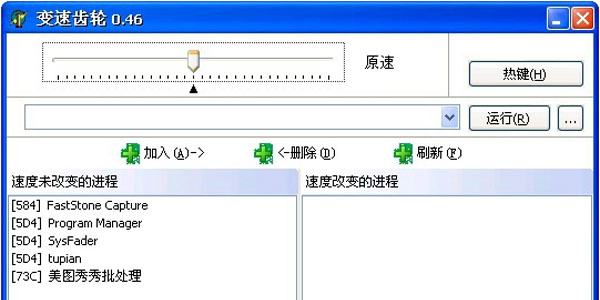 变速齿轮 0.46
原速
热键(H)
运行(R) ...
加入(A)-> <-删除(D) 刷新(F)
速度未改变的进程 速度改变的进程
[584] FastStone Capture
[5D4] Program Manager
[5D4] SysFader
[5D4] tupian
[73C] 美图秀秀批处理